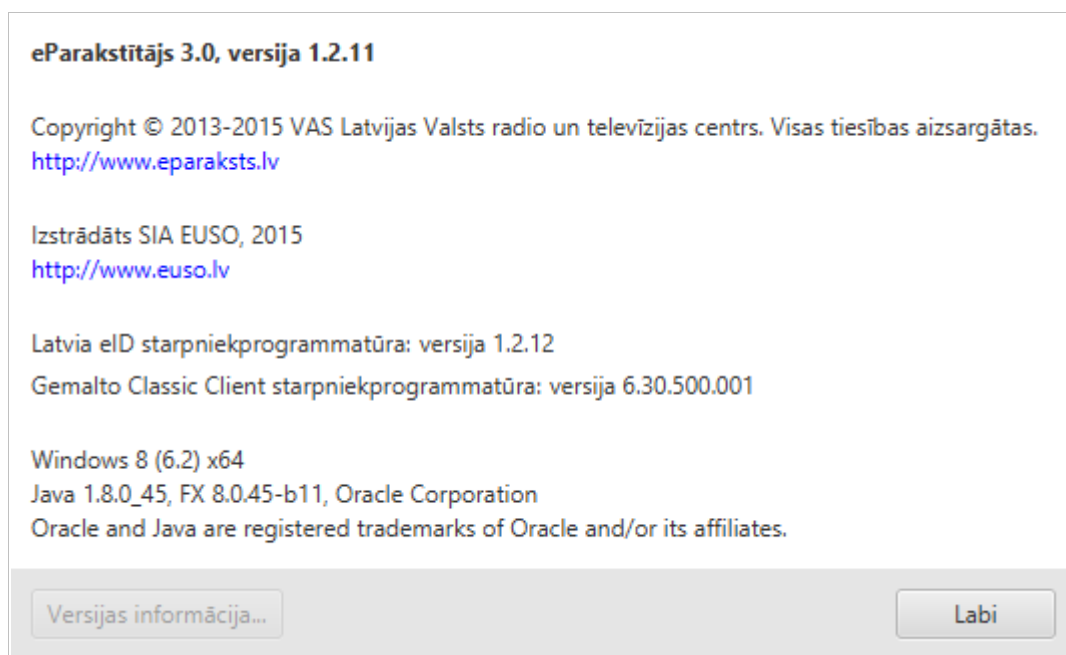 eParakstītājs 3.0, versija 1.2.11
Copyright © 2013-2015 VAS Latvijas Valsts radio un televīzijas centrs. Visas tiesības aizsargātas.
http://www.eparaksts.lv
Izstrādāts SIA EUSO, 2015
http://www.euso.lv
Latvia eID starpniekprogrammatūra: versija 1.2.12
Gemalto Classic Client starpniekprogrammatūra: versija 6.30.500.001
Windows 8 (6.2) x64
Java 1.8.0_45, FX 8.0.45-b11, Oracle Corporation
Oracle and Java are registered trademarks of Oracle and/or its affiliates.
Versijas informācija...
Labi